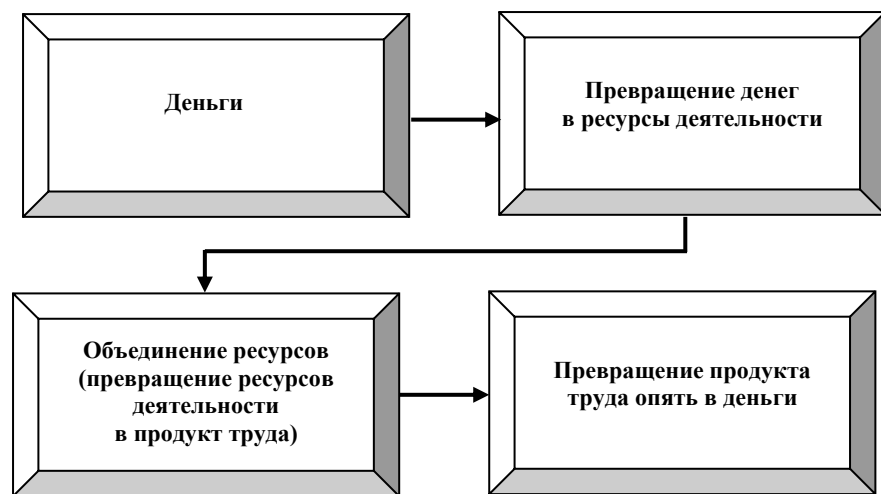 Деньги
Превращение денег
в ресурсы деятельности
Объединение ресурсов
(превращение ресурсов
деятельности
в продукт труда)
Превращение продукта
труда опять в деньги